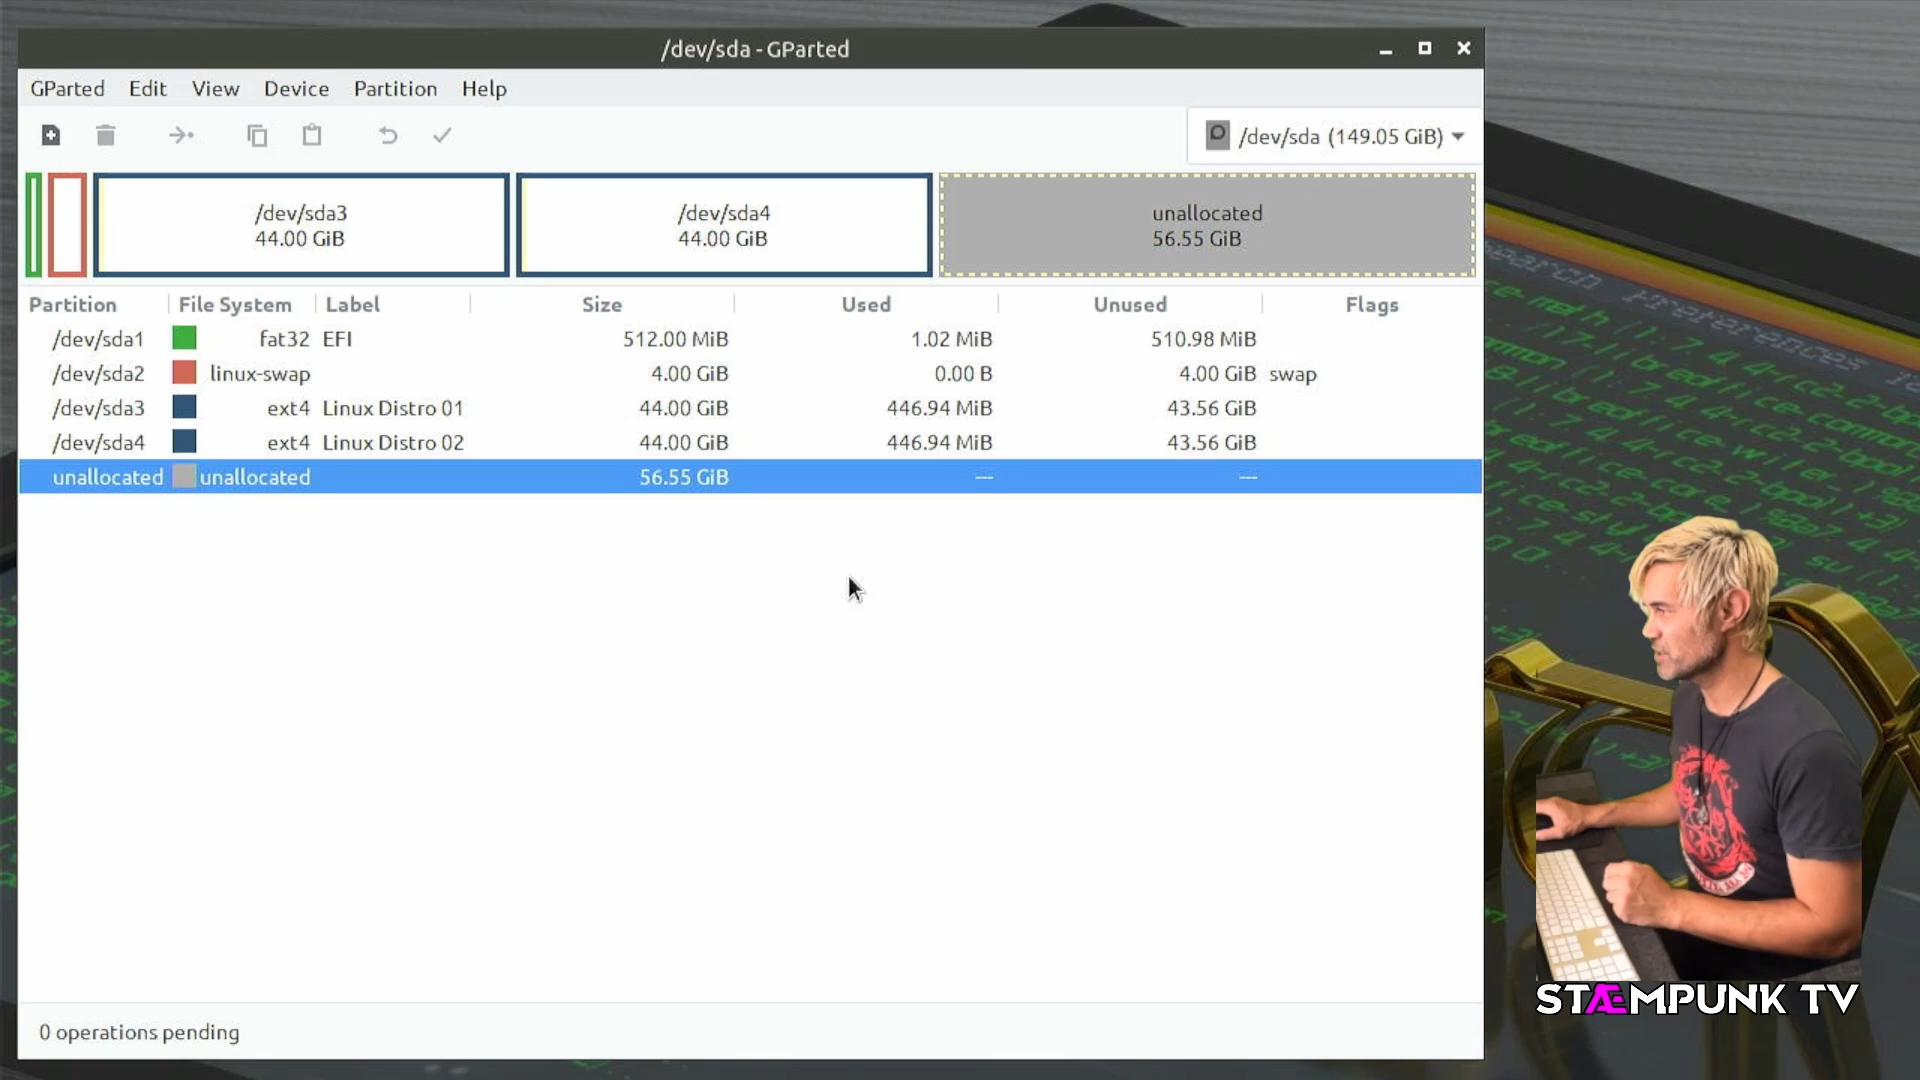 /dev/sda - GParted
GParted Edit View Device Partition Help
/dev/sda (149.05 GiB)
/dev/sda3
44.00 GiB
/dev/sda4
44.00 GiB
unallocated
56.55 GiB
Partition File System Label Size Used Unused Flags
/dev/sda1 fat32 EFI 512.00 MiB 1.02 MiB 510.98 MiB
/dev/sda2 linux-swap 4.00 GiB 0.00 B 4.00 GiB swap
/dev/sda3 ext4 Linux Distro 01 44.00 GiB 446.94 MiB 43.56 GiB
/dev/sda4 ext4 Linux Distro 02 44.00 GiB 446.94 MiB 43.56 GiB
unallocated unallocated 56.55 GiB --- ---
0 operations pending
STÆMPUNK TV